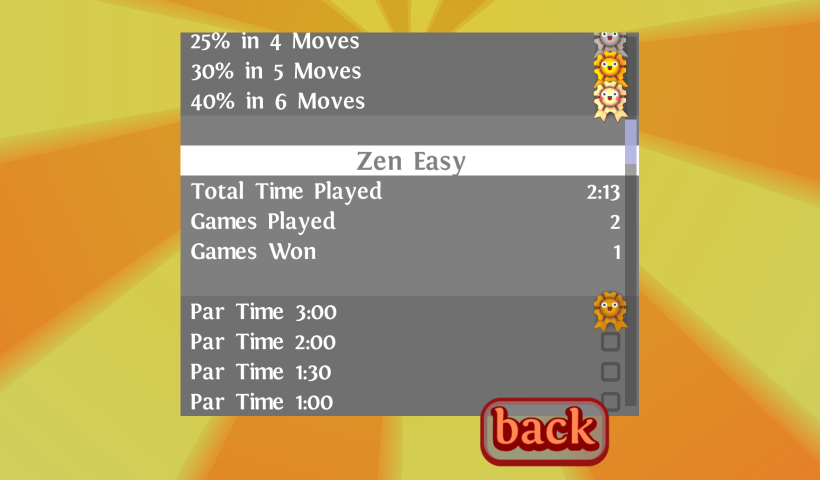 25% in 4 Moves
30% in 5 Moves
40% in 6 Moves
Zen Easy
Total Time Played 2:13
Games Played 2
Games Won 1
Par Time 3:00
Par Time 2:00
Par Time 1:30
Par Time 1:00
back